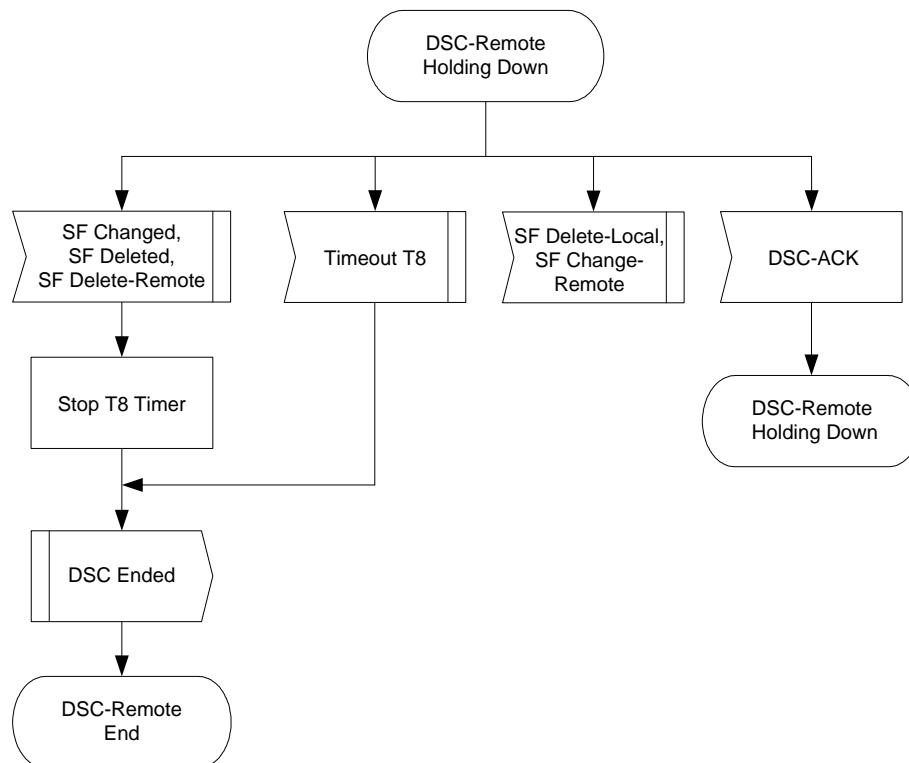 DSC-Remote
Holding Down
SF Changed,
SF Deleted,
SF Delete-Remote
Timeout T8
SF Delete-Local,
SF Change-
Remote
DSC-ACK
Stop T8 Timer
DSC-Remote
Holding Down
DSC Ended
DSC-Remote
End